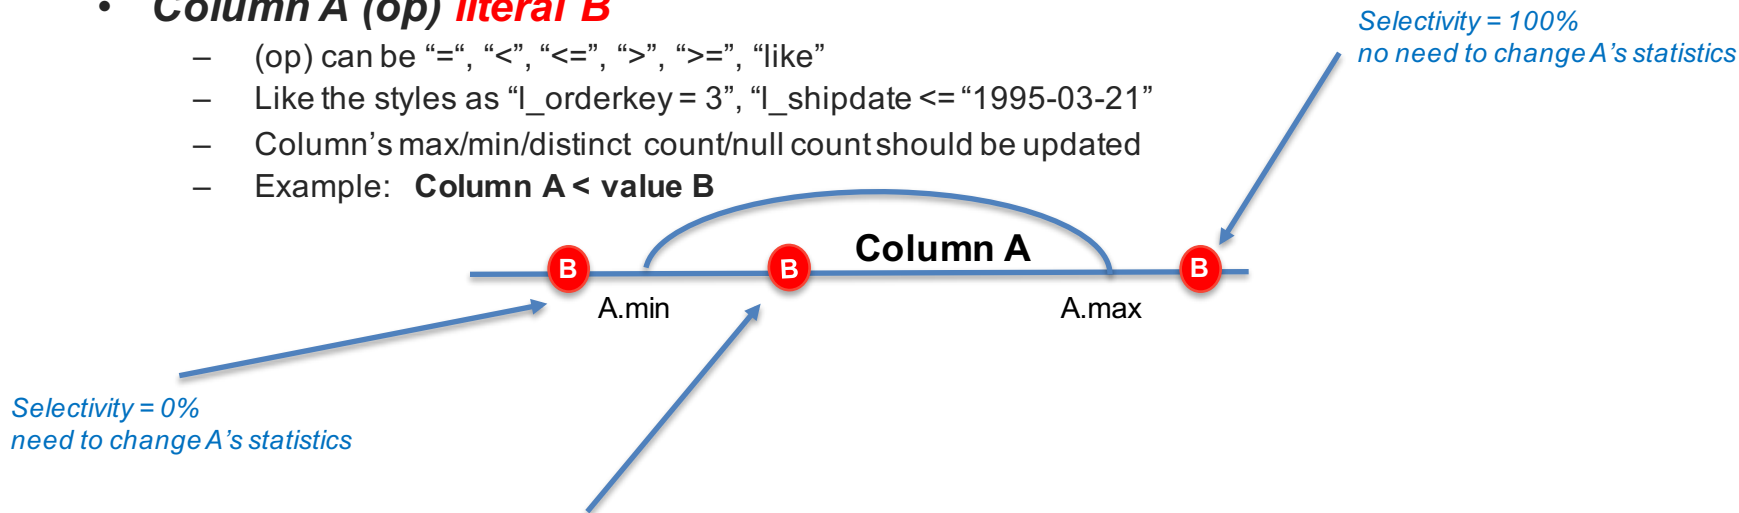 • Column A (op) literal B
– (op) can be “=“, “<”, “<=”, “>”, “>=”, “like”
– Like the styles as “l_orderkey = 3”, “l_shipdate <= “1995-03-21”
– Column’s max/min/distinct count/null count should be updated
– Example: Column A < value B
Selectivity = 100%
no need to change A’s statistics
Column A
B
B
B
A.min
A.max
Selectivity = 0%
need to change A’s statistics